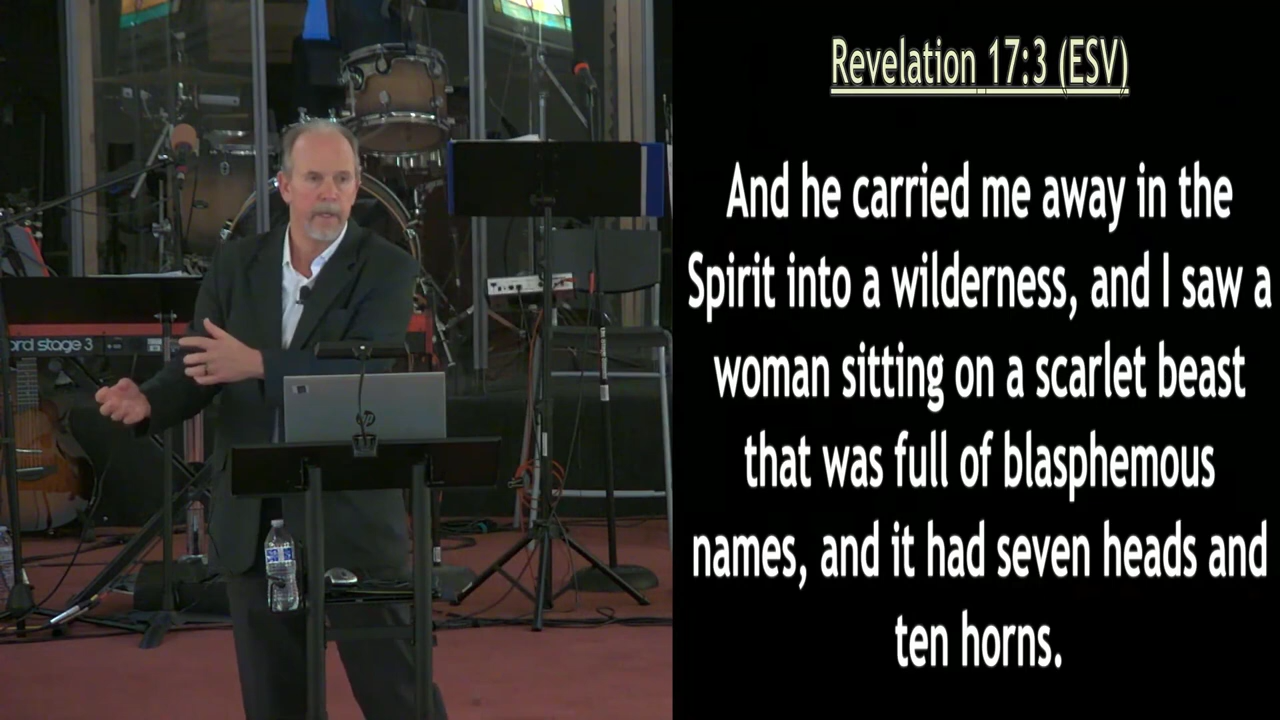 Revelation 17:3 (ESV)
And he carried me away in the
Spirit into a wilderness, and I saw a
woman sitting on a scarlet beast
that was full of blasphemous
names, and it had seven heads and
ten horns.
ord stage 3
hp